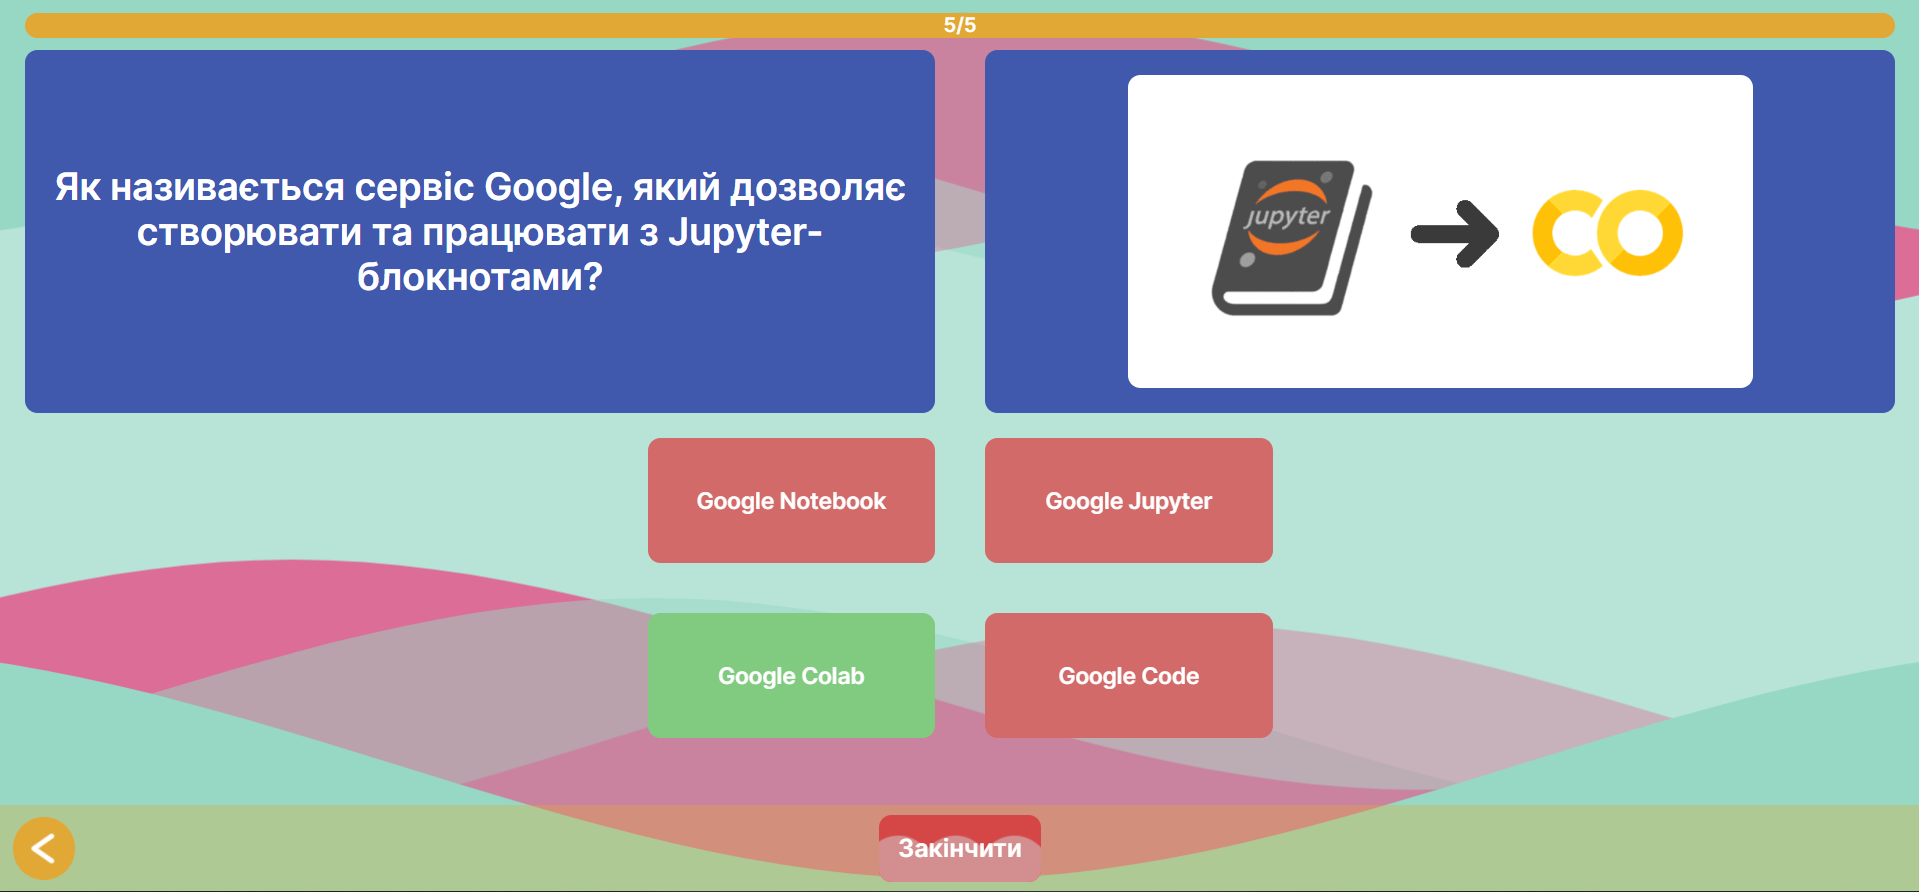 5/5
Як називається сервіс Google, який дозволяє
створювати та працювати з Jupyter-
блокнотами?
jupyter
Google Notebook
Google Jupyter
Google Colab
Google Code
Закінчити